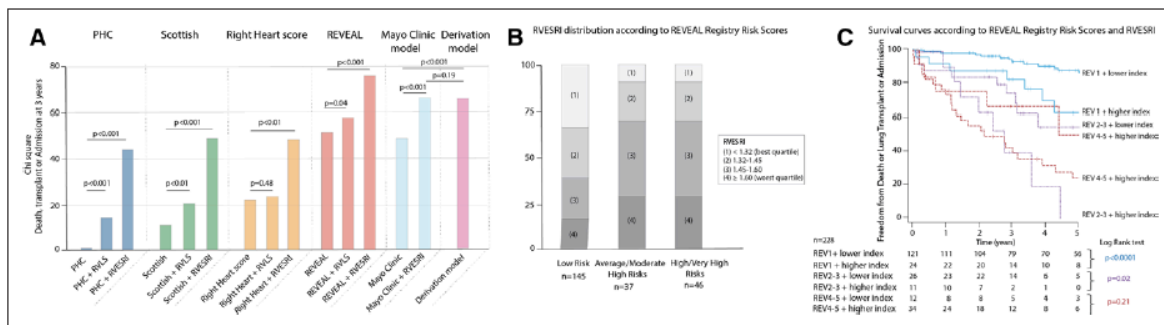 A
PHC
Scottish
Right Heart score
REVEAL
Mayo Clinic model
Derivation model
Chi square
Death, transplant or Admission at 3 years
80
60
40
20
0
p<0.001
p<0.001
p<0.001
p<0.01
p<0.01
p=0.48
p<0.001
p=0.04
p<0.001
p=0.19
p<0.001
PHC
PHC + RVLS
PHC + RVESRI
Scottish
Scottish + RVLS
Scottish + RVESRI
Right Heart score
Right Heart + RVLS
Right Heart + RVESRI
REVEAL
REVEAL + RVLS
REVEAL + RVESRI
Mayo Clinic
Mayo Clinic + RVESRI
Derivation model
B
RVESRI distribution according to REVEAL Registry Risk Scores
100
75
50
25
0
(1)
(2)
(3)
(4)
(1)
(2)
(3)
(4)
(1)
(2)
(3)
(4)
RVESRI
(1) < 1.32 (best quartile)
(2) 1.32-1.45
(3) 1.45-1.60
(4) ≥ 1.60 (worst quartile)
Low Risk
n=145
Average/Moderate
High Risks
n=37
High/Very High
Risks
n=46
C
Survival curves according to REVEAL Registry Risk Scores and RVESRI
Freedom from Death or Lung Transplant or Admission
100
80
60
40
20
0
REV 1 + lower index
REV 1 + higher index
REV 2-3 + lower index
REV 4-5 + higher index:
REV 4-5 + higher index:
REV 2-3 + higher index:
0 1 2 3 4 5
Time (years)
n=228
Log Rank test
REV1+ lower index 121 111 104 79 70 56
REV1 + higher index 24 22 20 14 10 8
p<0.0001
REV2-3 + lower index 26 23 22 14 6 5
REV2-3 + higher index 11 10 7 2 1 0
p=0.02
REV4-5 + lower index 12 8 8 5 4 3
REV4-5 + higher index 34 24 18 12 8 6
p=0.21